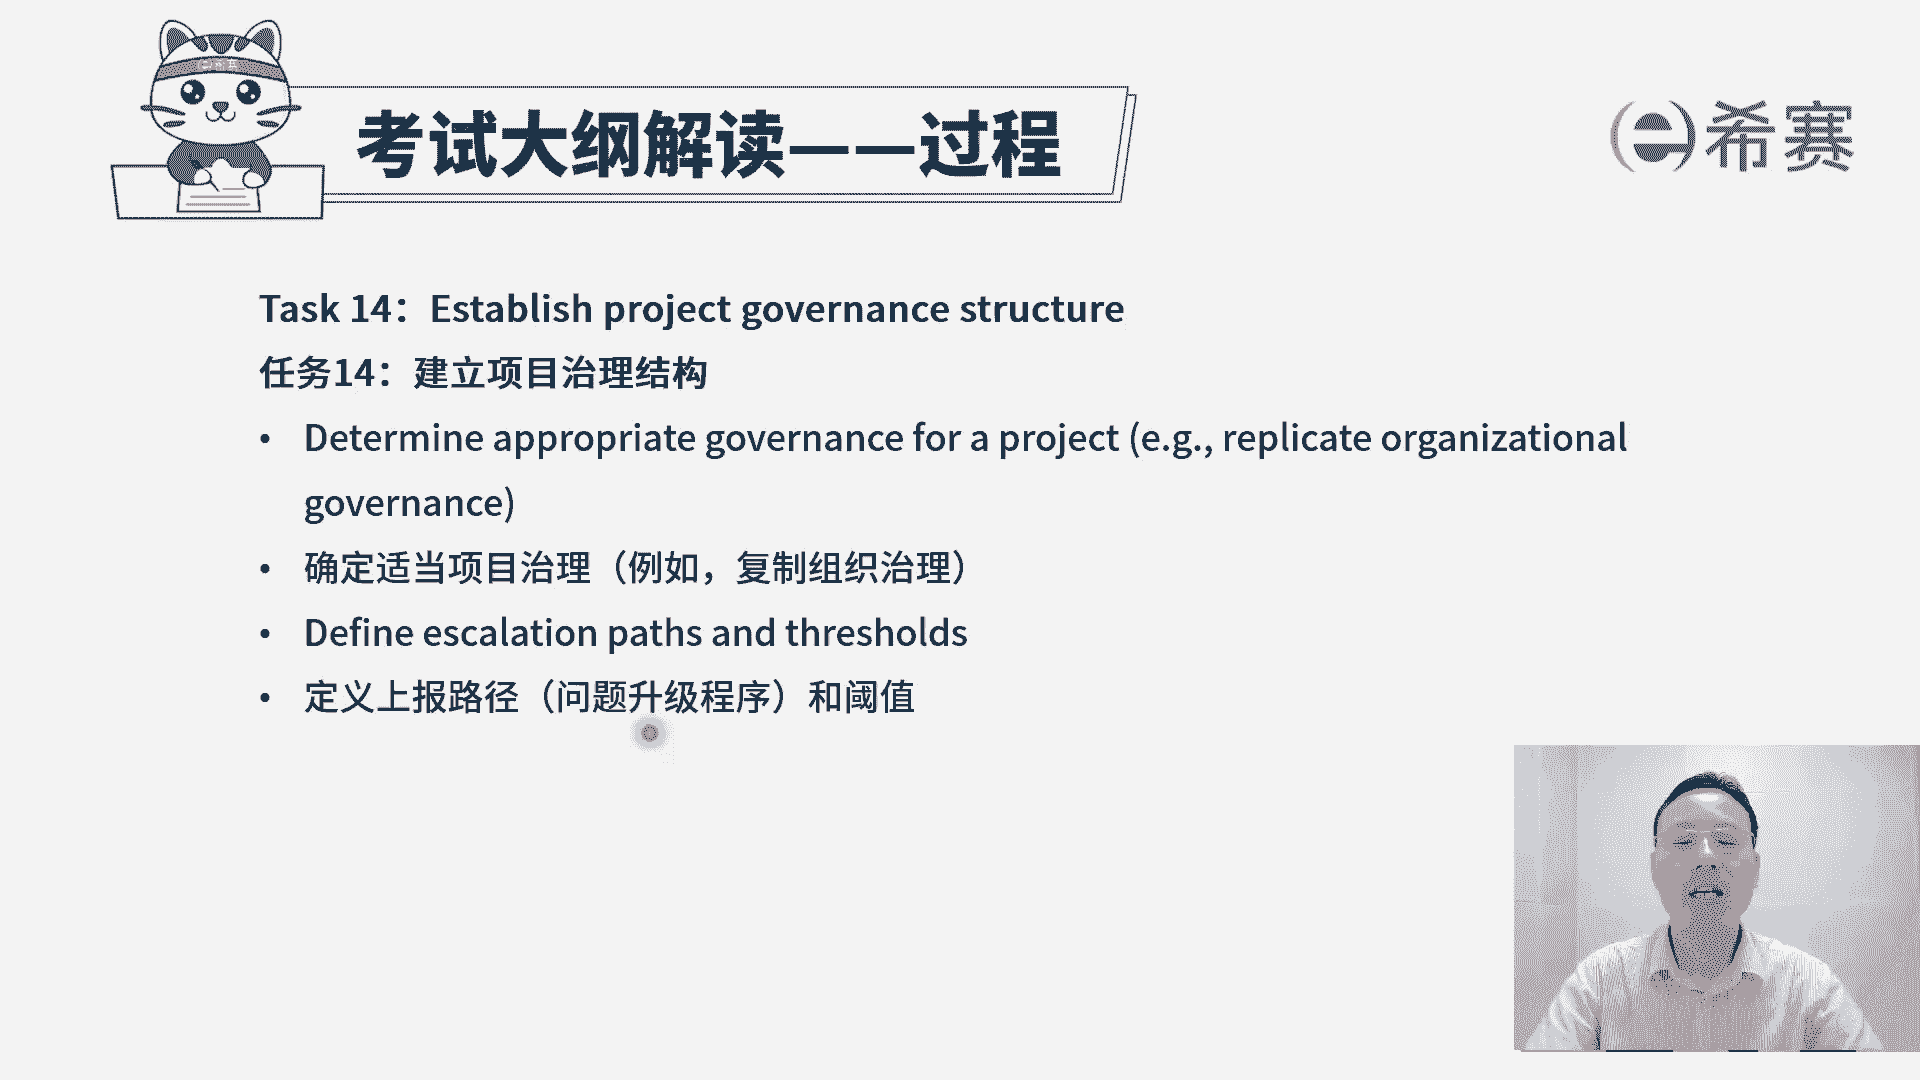 考试大纲解读——过程
希赛
Task 14：Establish project governance structure
任务14：建立项目治理结构
• Determine appropriate governance for a project (e.g., replicate organizational
governance)
• 确定适当项目治理（例如，复制组织治理）
• Define escalation paths and thresholds
• 定义上报路径（问题升级程序）和阈值